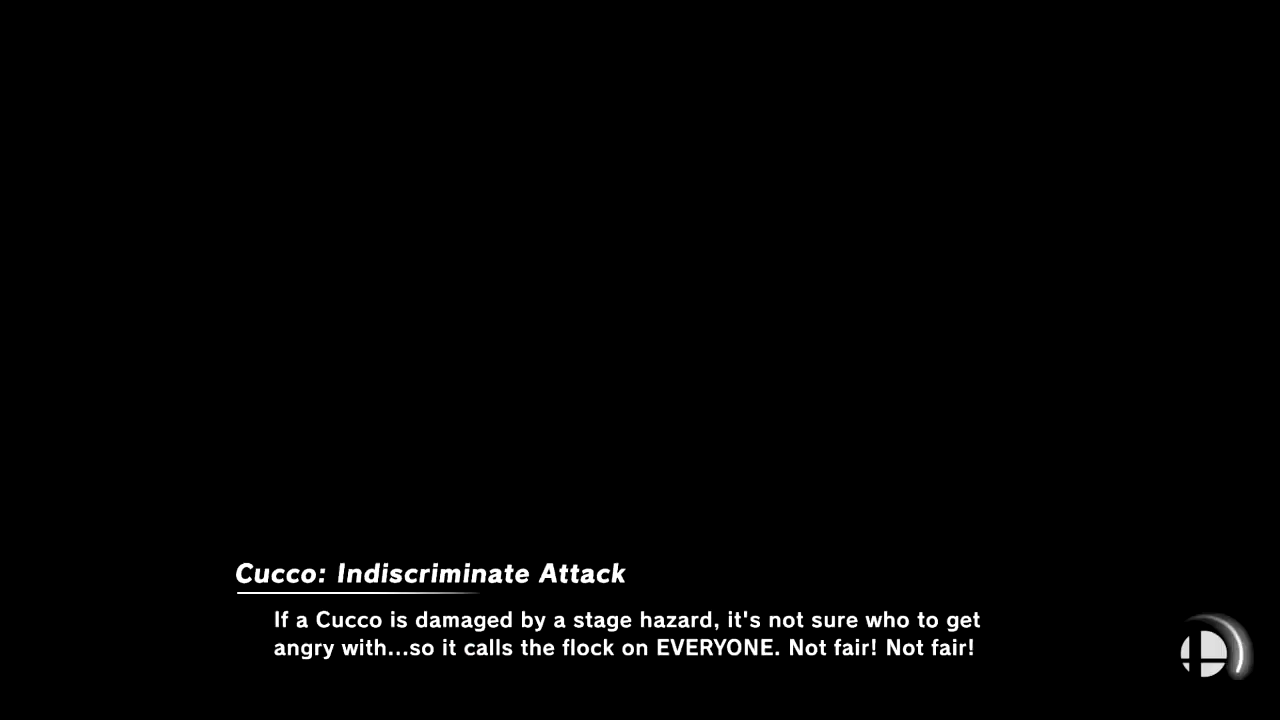 Cucco: Indiscriminate Attack
If a Cucco is damaged by a stage hazard, it's not sure who to get
angry with...so it calls the flock on EVERYONE. Not fair! Not fair!